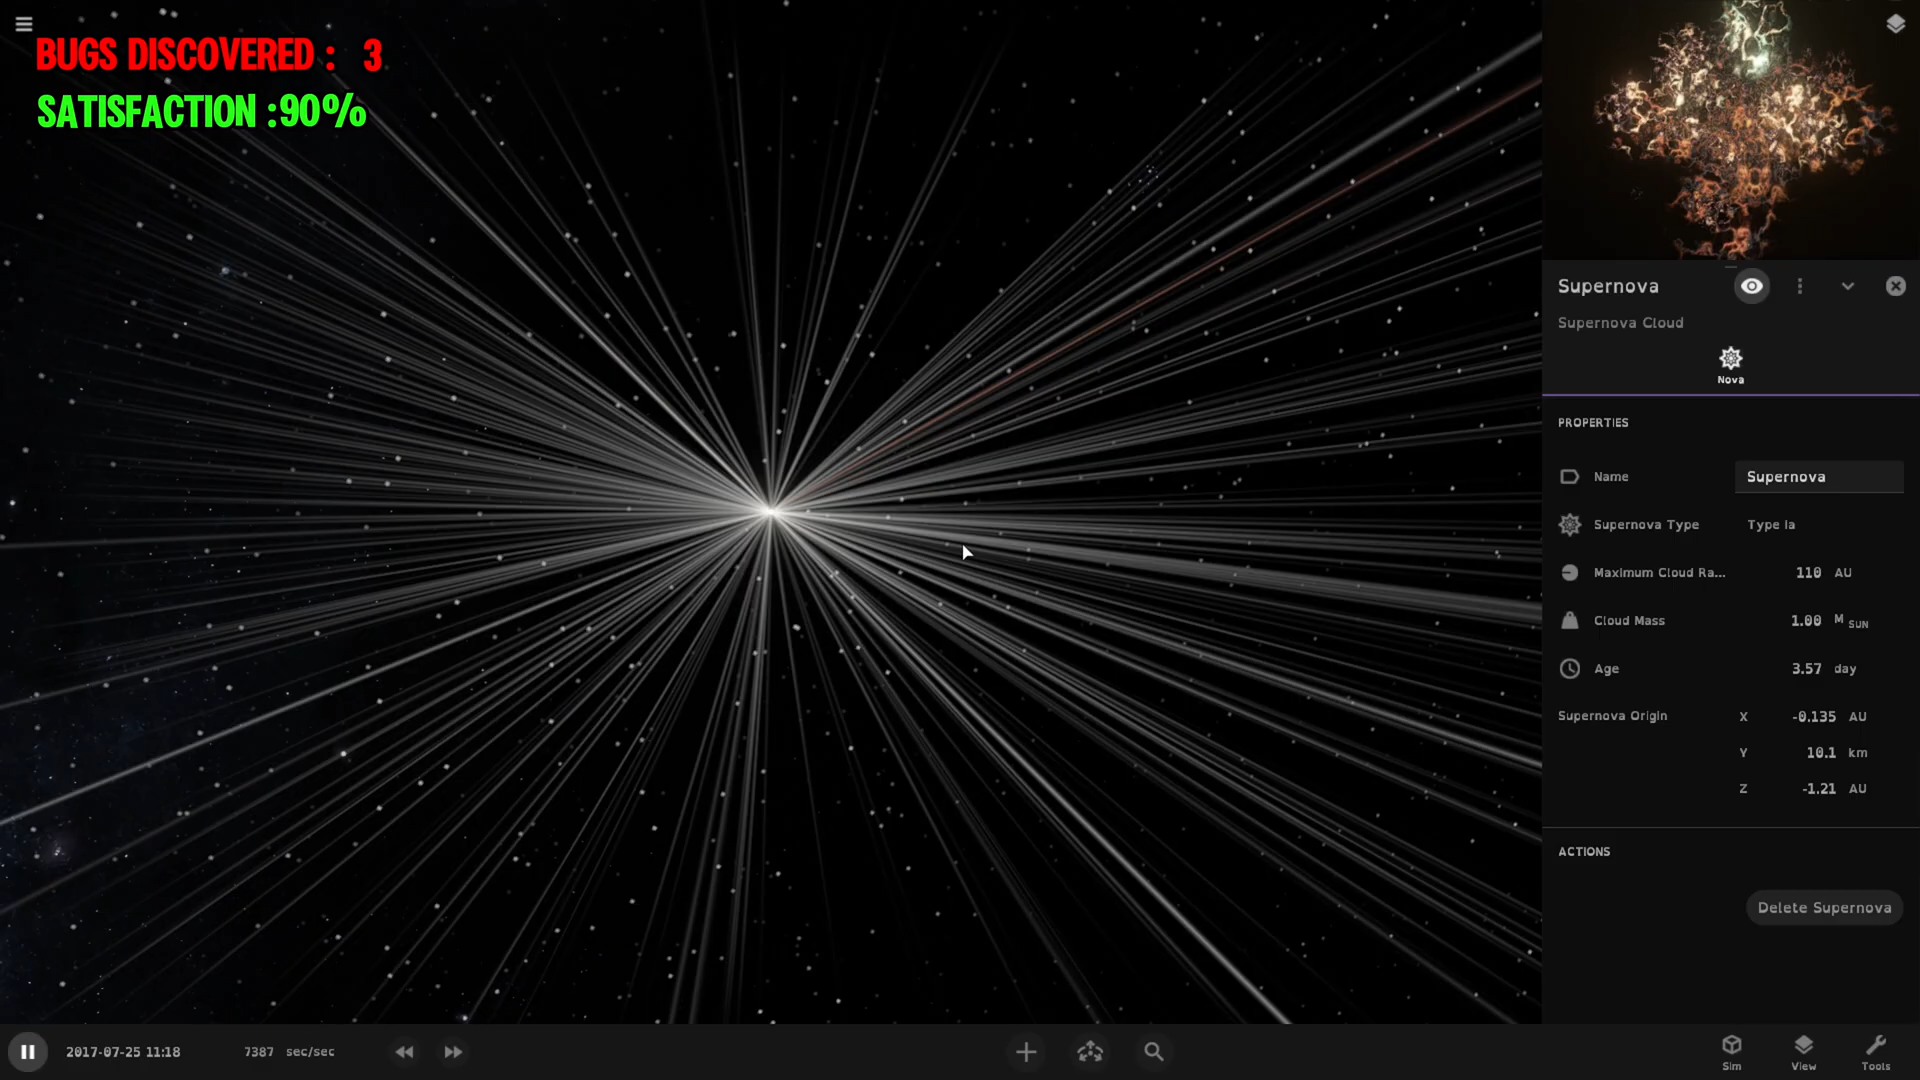 BUGS DISCOVERED : 3
SATISFACTION :90%
Supernova
Supernova Cloud
Nova
PROPERTIES
Name Supernova
Supernova Type Type Ia
Maximum Cloud Ra... 110 AU
Cloud Mass 1.00 M SUN
Age 3.57 day
Supernova Origin X -0.135 AU
Y 10.1 km
Z -1.21 AU
ACTIONS
Delete Supernova
2017-07-25 11:18 7387 sec/sec
Sim View Tools